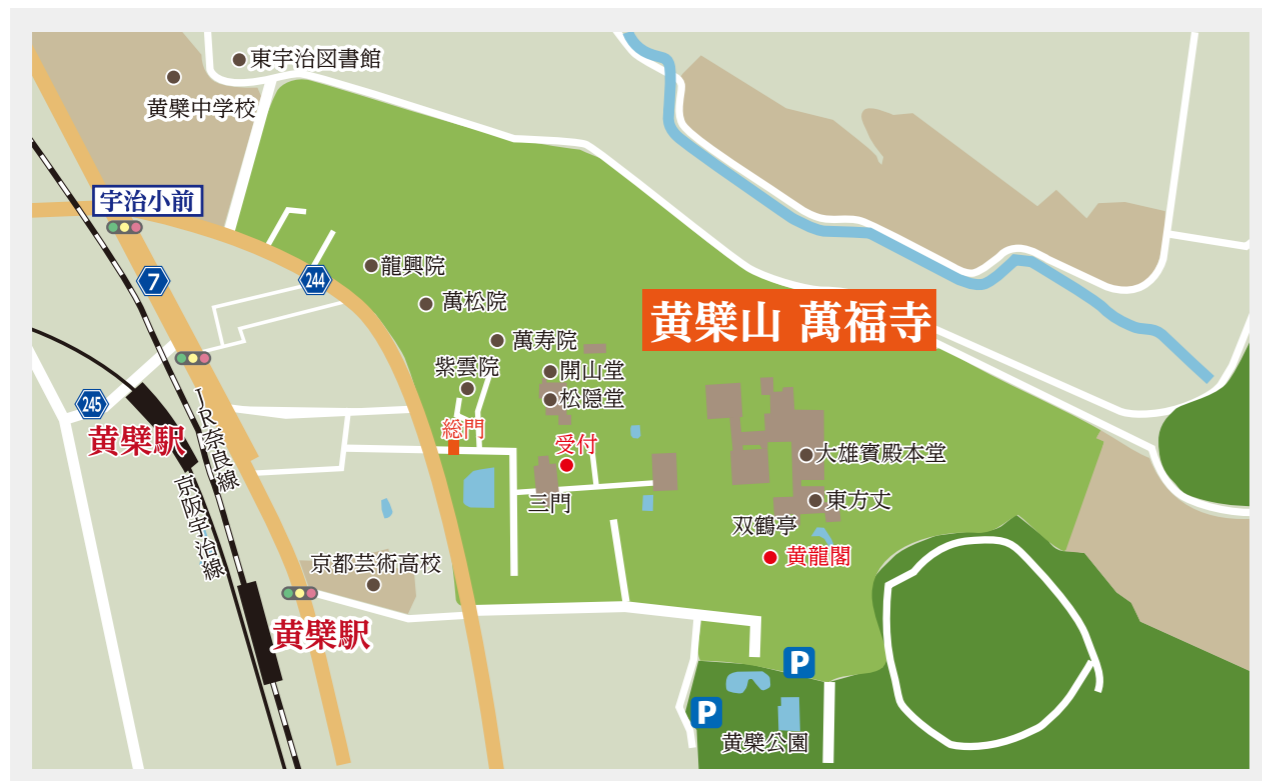 東宇治図書館
黄檗中学校
宇治小前
7
244
245
龍興院
萬松院
萬寿院
紫雲院
開山堂
松隠堂
黄檗山 萬福寺
総門
受付
三門
大雄寳殿本堂
東方丈
双鶴亭
黄龍閣
黄檗駅
JR奈良線
京阪宇治線
京都芸術高校
黄檗駅
P
P
黄檗公園